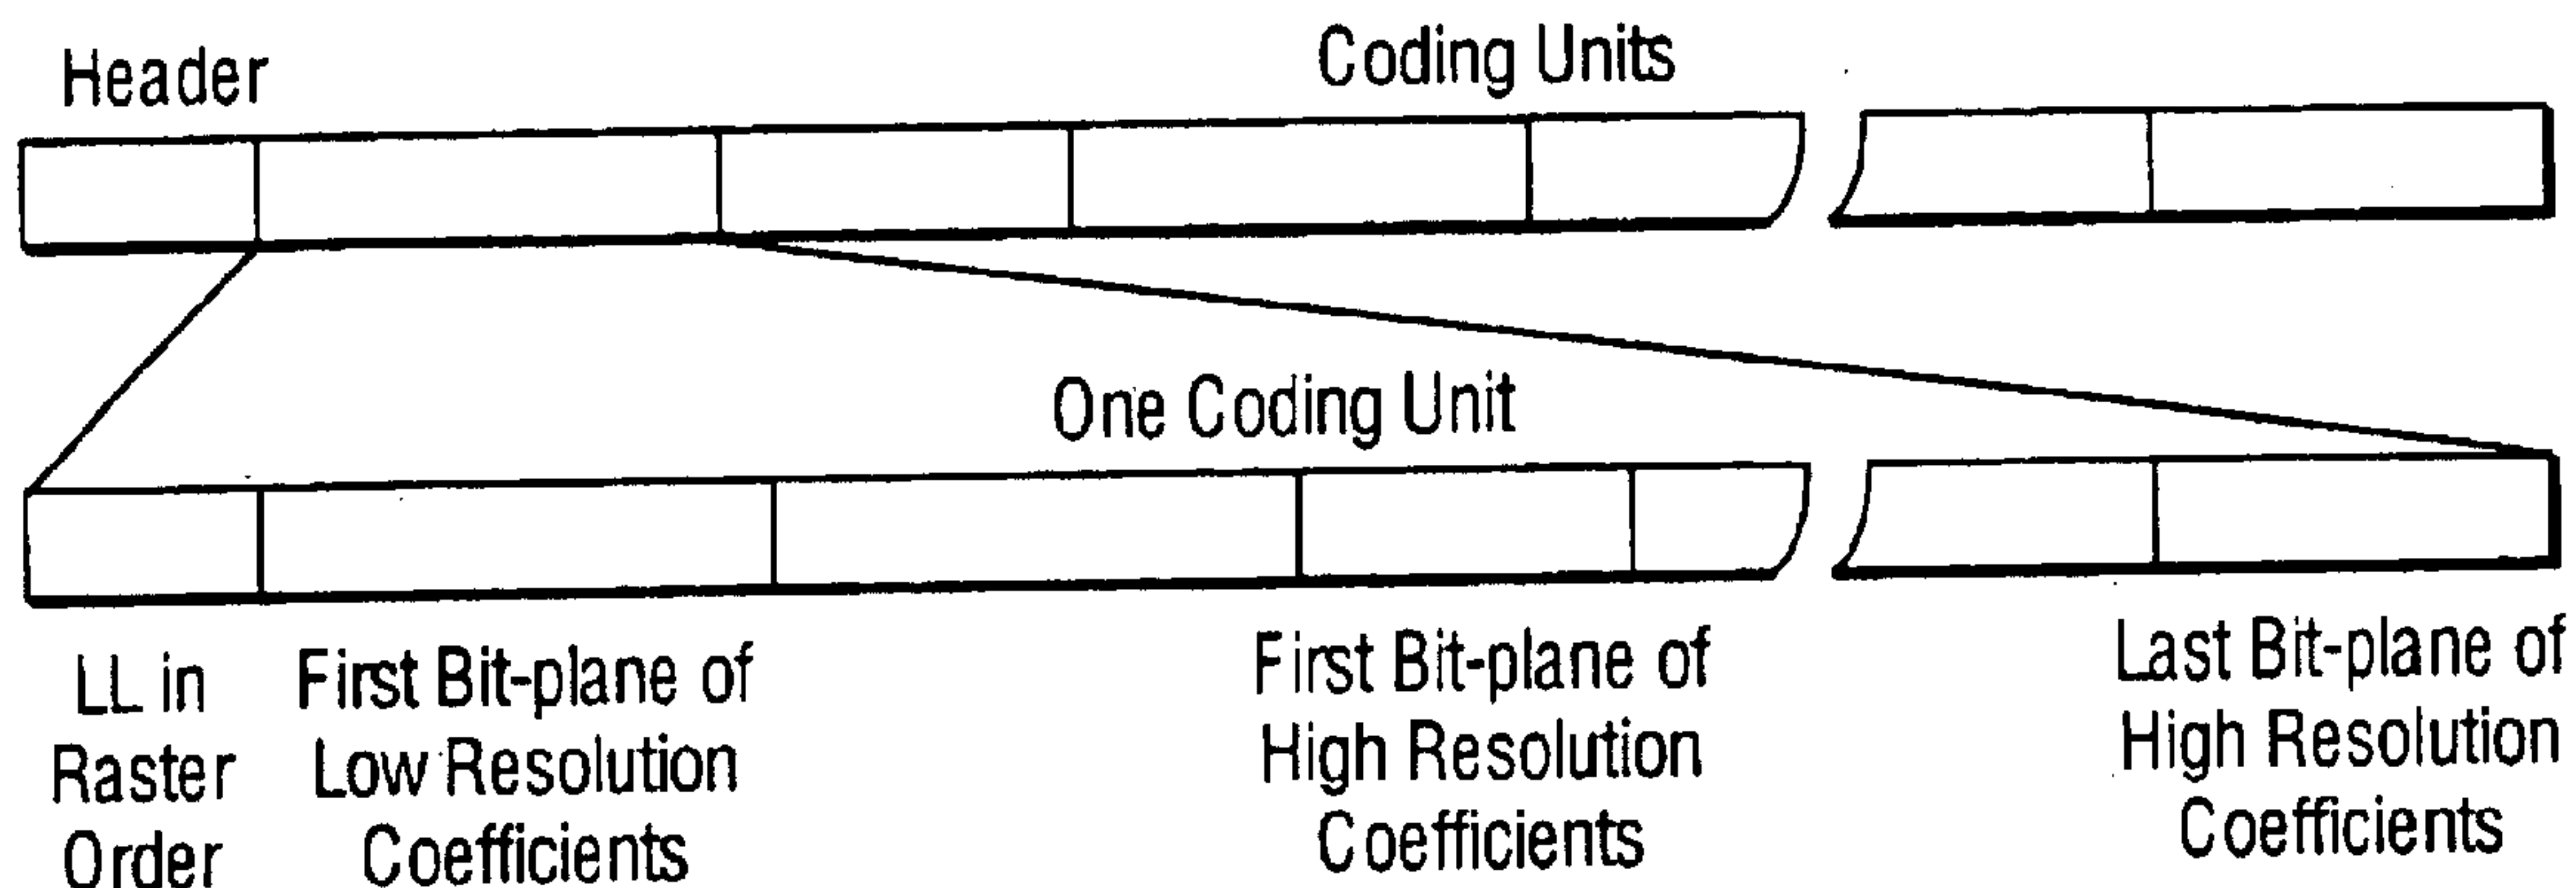 Header
Coding Units
One Coding Unit
LL in
Raster
Order
First Bit-plane of
Low Resolution
Coefficients
First Bit-plane of
High Resolution
Coefficients
Last Bit-plane of
High Resolution
Coefficients